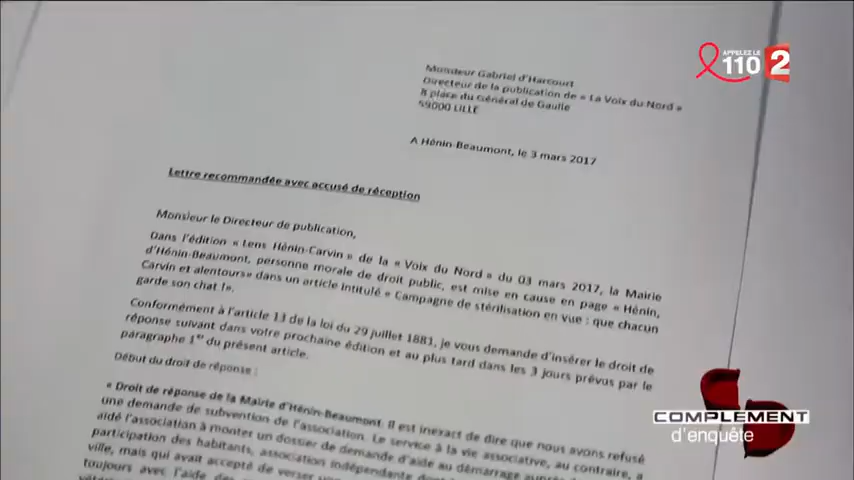 APPELEZ LE
110 2
Monsieur Gabriel d'Harcourt
Directeur de la publication de « La Voix du Nord »
8 place du Général de Gaulle
59000 LILLE
A Hénin-Beaumont, le 3 mars 2017
Lettre recommandée avec accusé de réception
Monsieur le Directeur de publication,
Dans l'édition « Lens Hénin-Carvin » de la « Voix du Nord » du 03 mars 2017, la Mairie
d'Hénin-Beaumont, personne morale de droit public, est mise en cause en page « Hénin,
Carvin et alentours» dans un article intitulé « Campagne de stérilisation en vue : que chacun
garde son chat !».
Conformément à l'article 13 de la loi du 29 juillet 1881, je vous demande d'insérer le droit de
réponse suivant dans votre prochaine édition et au plus tard dans les 3 jours prévus par le
paragraphe 1er du présent article.
Début du droit de réponse :
« Droit de réponse de la Mairie d'Hénin-Beaumont. Il est inexact de dire que nous avons refusé
une demande de subvention de l'association. Le service à la vie associative, au contraire, a
aidé l'association à monter un dossier de demande d'aide au démarrage
participation des habitants, association indépendante
ville, mais qui avait accepté de verser
toujours avec l'aide des
COMPLEMENT
d'enquête